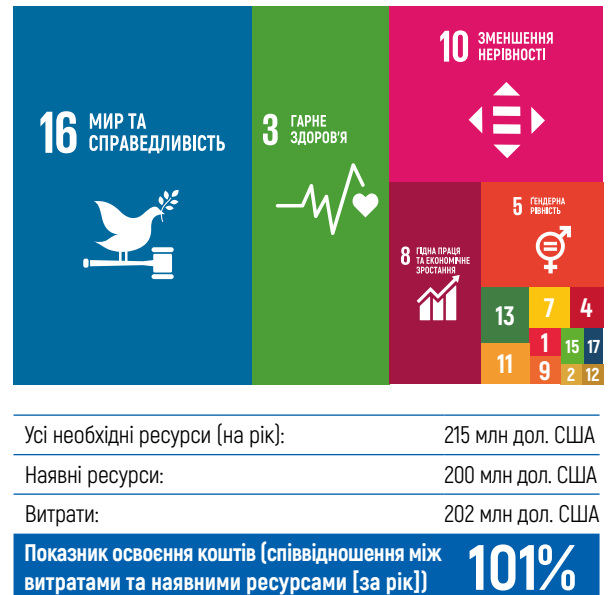 16 МИР ТА
СПРАВЕДЛИВІСТЬ
3 ГАРНЕ
ЗДОРОВ'Я
10 ЗМЕНШЕННЯ
НЕРІВНОСТІ
8 ГІДНА ПРАЦЯ
ТА ЕКОНОМІЧНЕ
ЗРОСТАННЯ
5 ҐЕНДЕРНА
РІВНІСТЬ
13
7
4
11
1
15
17
9
2
12
Усі необхідні ресурси (на рік): 215 млн дол. США
Наявні ресурси: 200 млн дол. США
Витрати: 202 млн дол. США
Показник освоєння коштів (співвідношення між
витратами та наявними ресурсами [за рік]) 101%